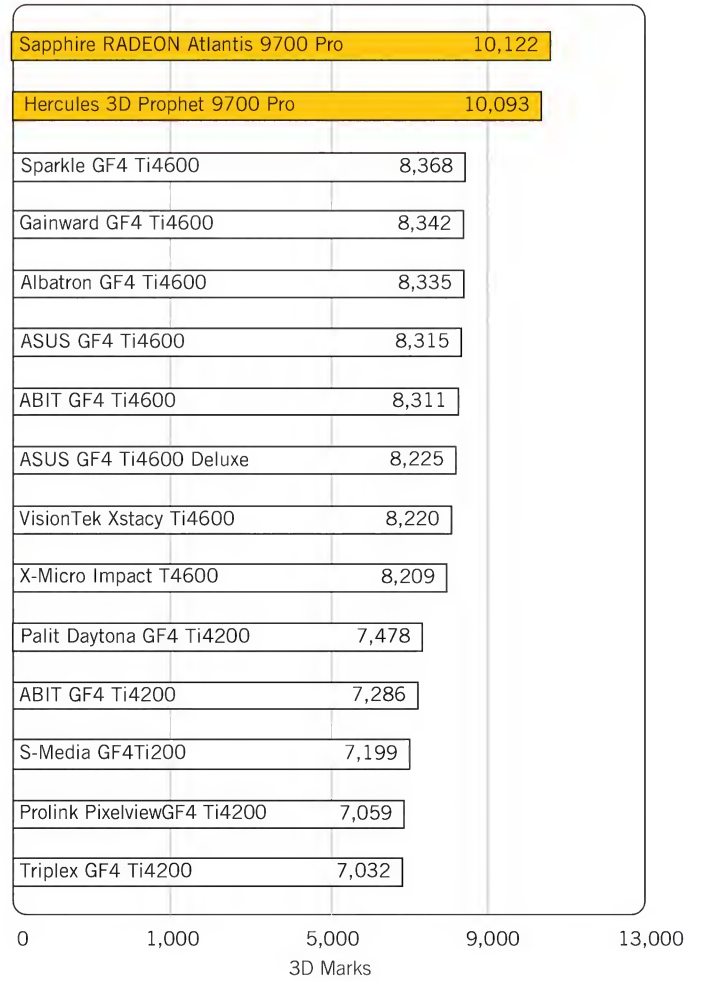 Sapphire RADEON Atlantis 9700 Pro 10,122
Hercules 3D Prophet 9700 Pro 10,093
Sparkle GF4 Ti4600 8,368
Gainward GF4 Ti4600 8,342
Albatron GF4 Ti4600 8,335
ASUS GF4 Ti4600 8,315
ABIT GF4 Ti4600 8,311
ASUS GF4 Ti4600 Deluxe 8,225
VisionTek Xstacy Ti4600 8,220
X-Micro Impact T4600 8,209
Palit Daytona GF4 Ti4200 7,478
ABIT GF4 Ti4200 7,286
S-Media GF4Ti200 7,199
Prolink PixelviewGF4 Ti4200 7,059
Triplex GF4 Ti4200 7,032
0 1,000 5,000 9,000 13,000
3D Marks